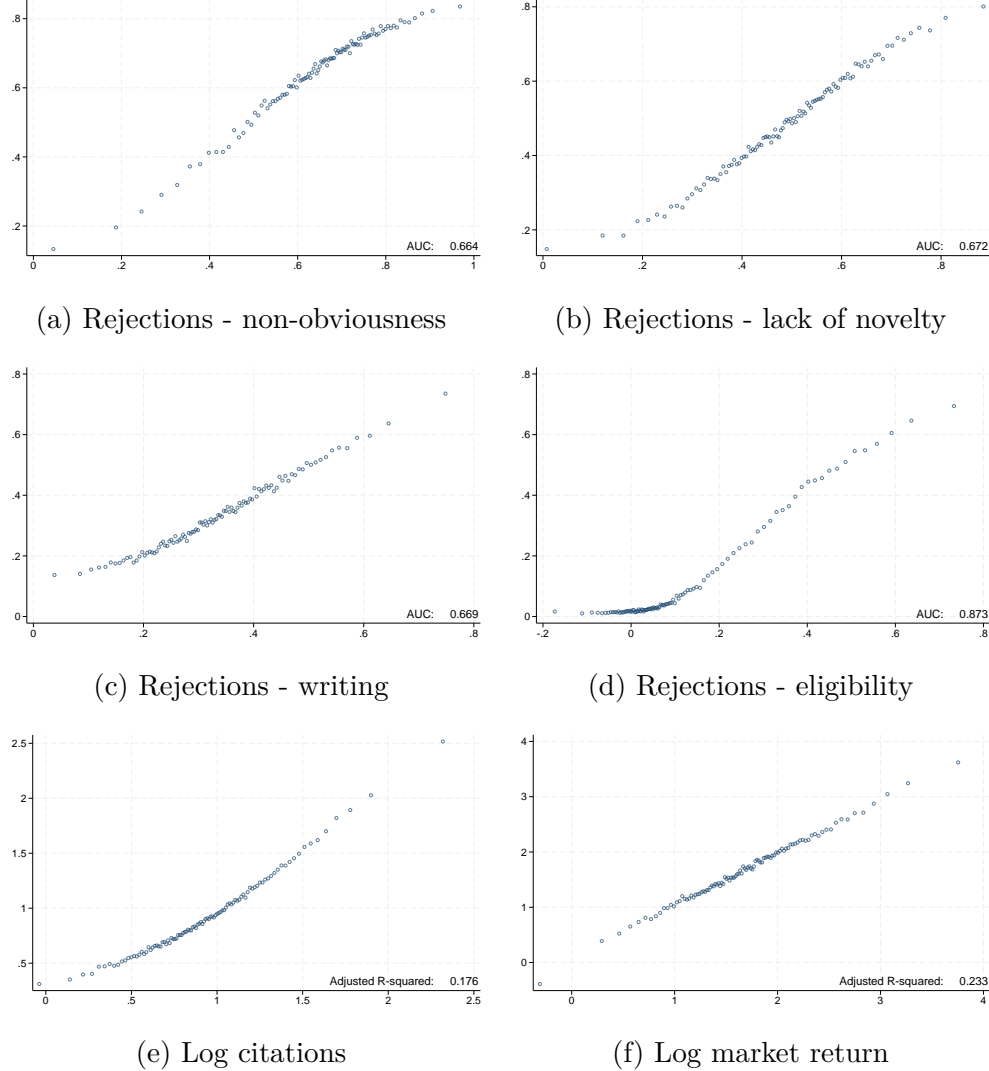 .8
.6
.4
.2
AUC: 0.664
0 .2 .4 .6 .8 1
.8
.6
.4
.2
AUC: 0.672
0 .2 .4 .6 .8
(a) Rejections - non-obviousness
(b) Rejections - lack of novelty
.8
.6
.4
.2
0
AUC: 0.669
0 .2 .4 .6 .8
.8
.6
.4
.2
0
AUC: 0.873
-.2 0 .2 .4 .6 .8
(c) Rejections - writing
(d) Rejections - eligibility
2.5
2
1.5
1
.5
Adjusted R-squared: 0.176
0 .5 1 1.5 2 2.5
4
3
2
1
0
Adjusted R-squared: 0.233
0 1 2 3 4
(e) Log citations
(f) Log market return